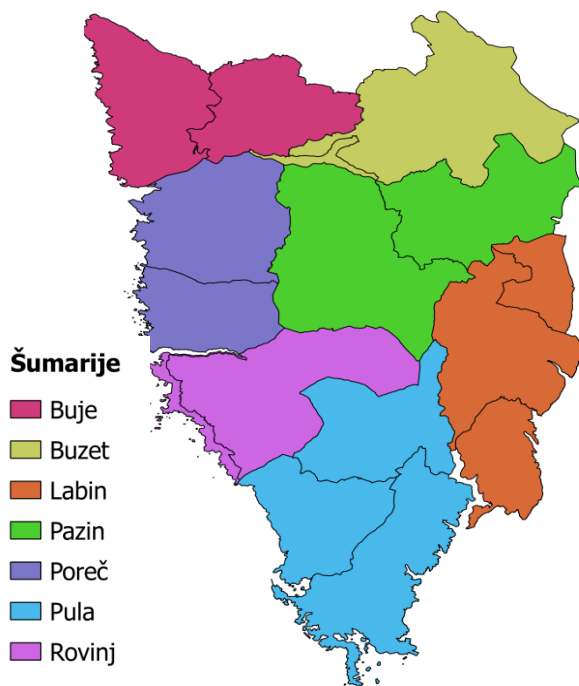 Šumarije
Buje
Buzet
Labin
Pazin
Poreč
Pula
Rovinj